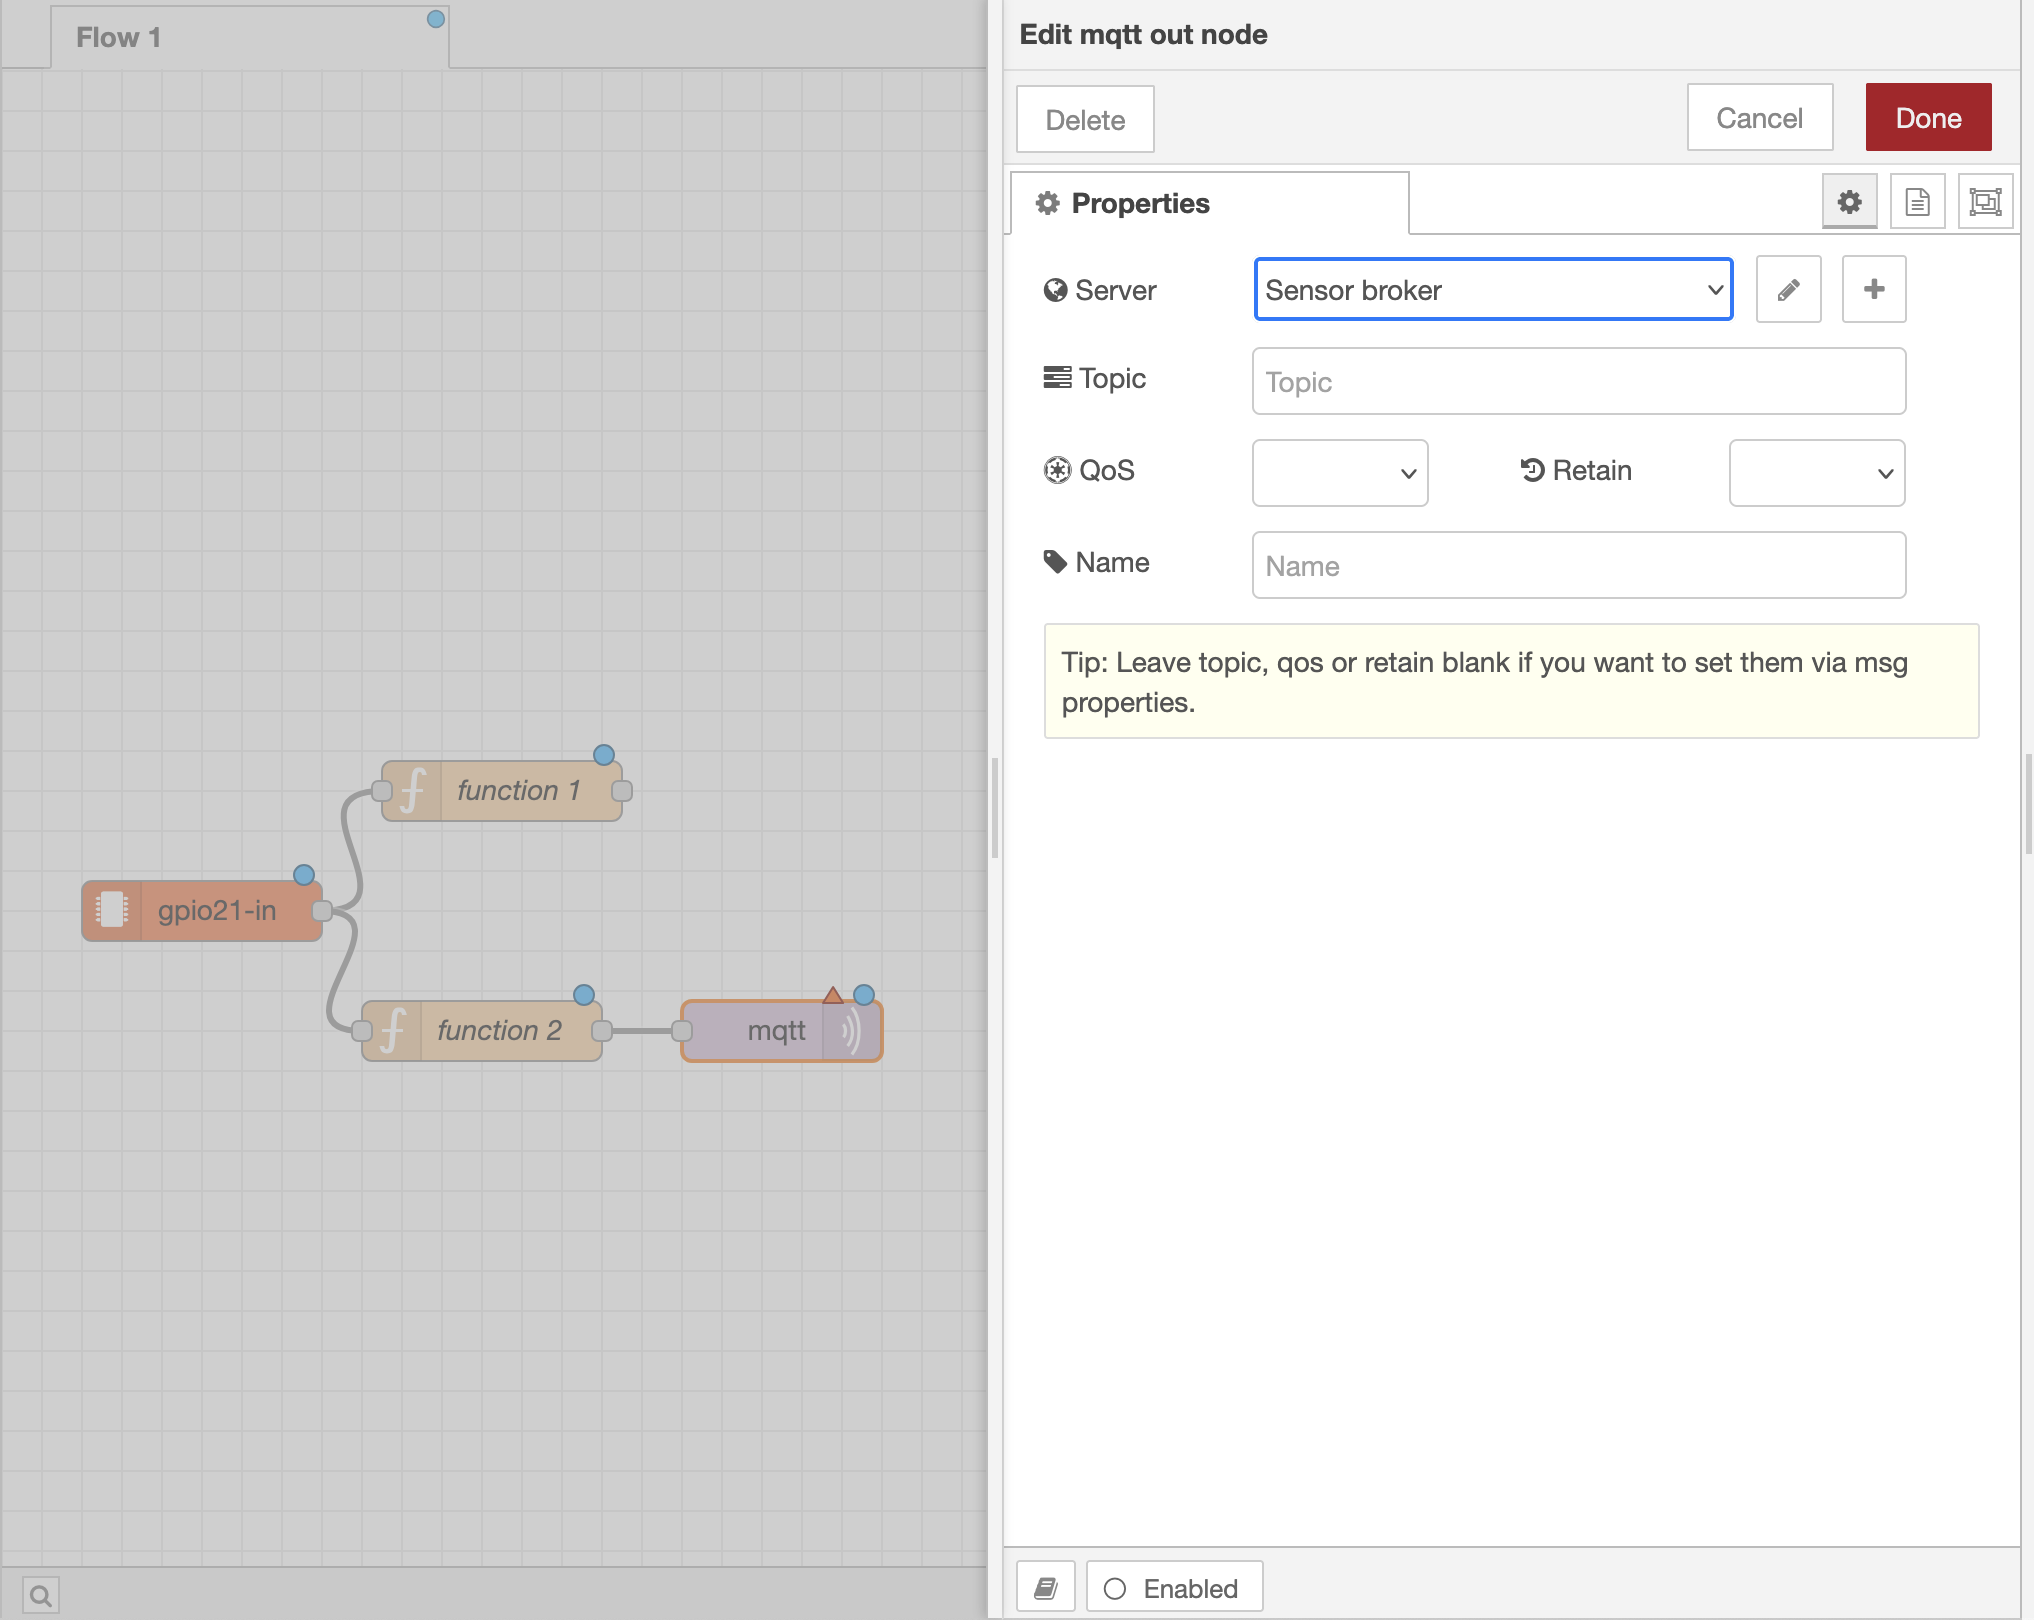 Flow 1
Edit mqtt out node
Delete
Cancel
Done
Properties
Server
Sensor broker
Topic
Topic
QoS
Retain
Name
Name
Tip: Leave topic, qos or retain blank if you want to set them via msg
properties.
function 1
gpio21-in
function 2
mqtt
Enabled